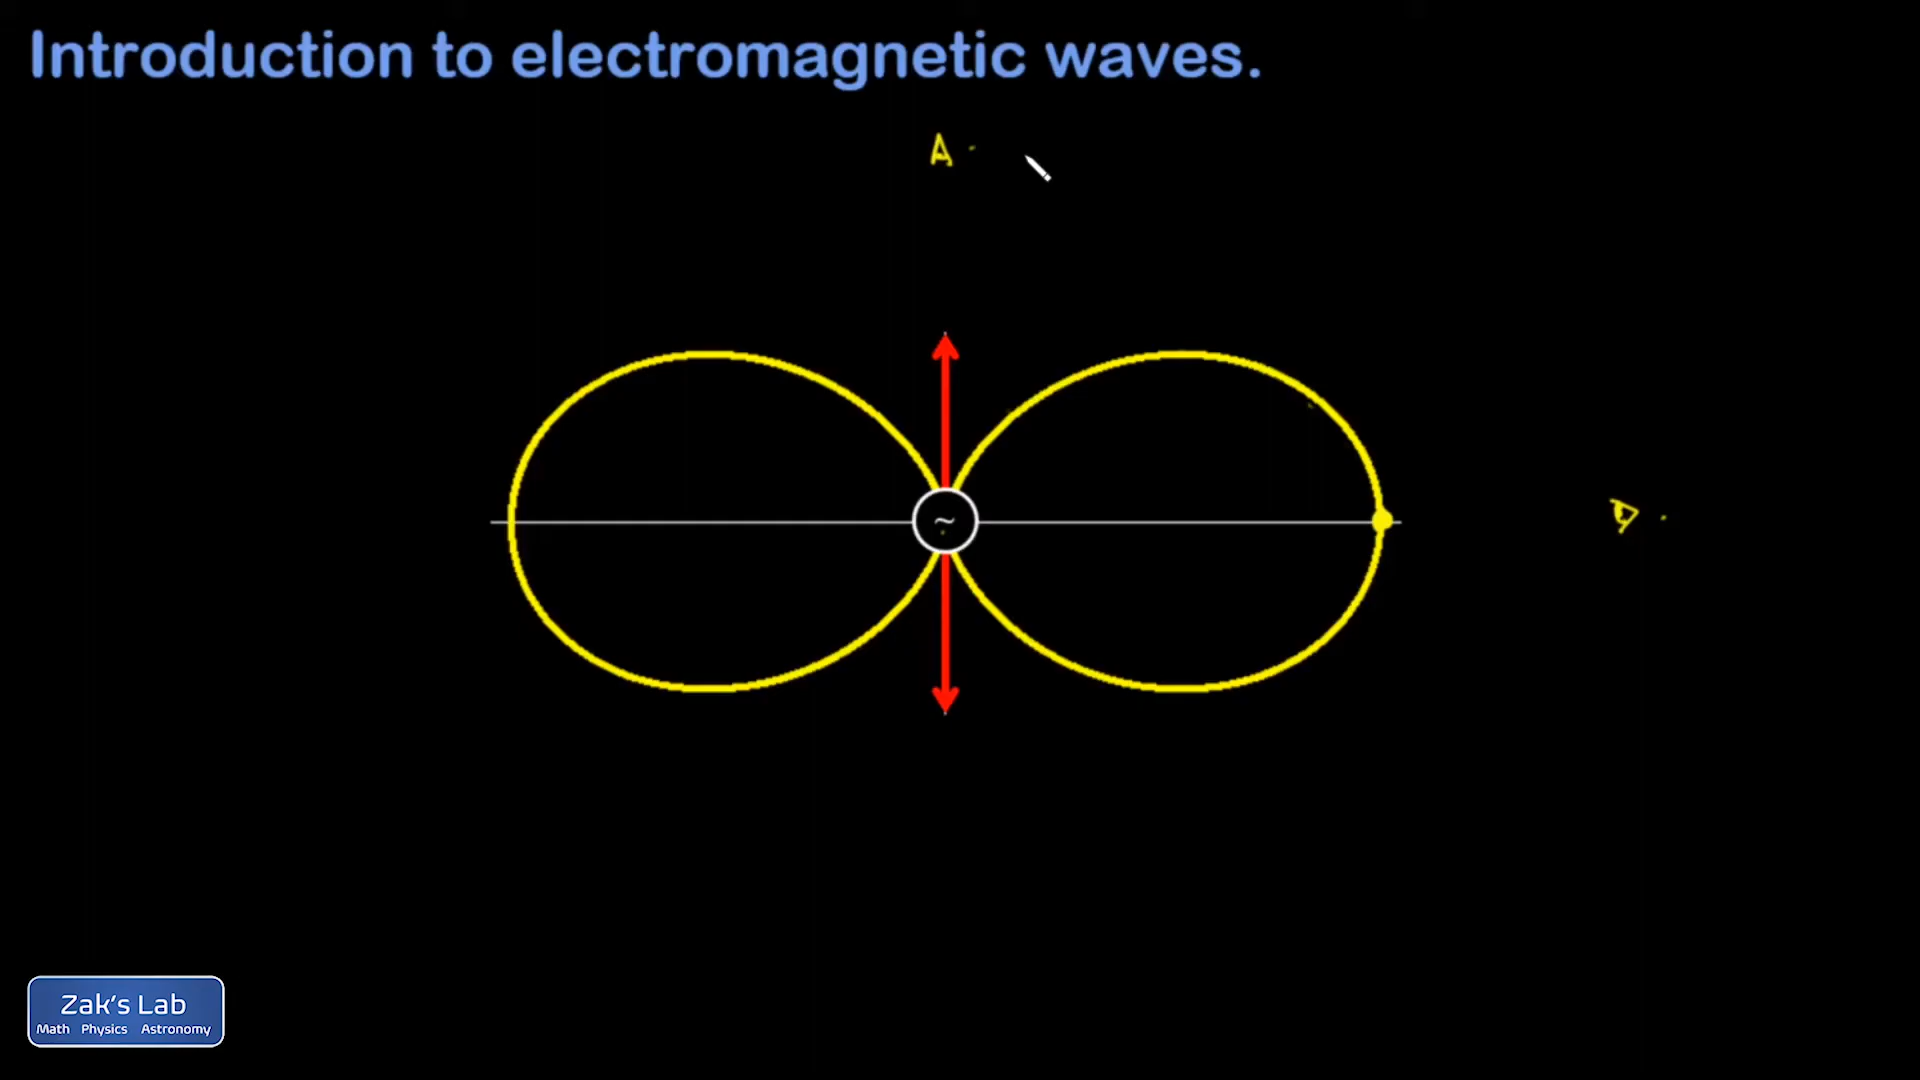 Introduction to electromagnetic waves.
~
Zak's Lab
Math Physics Astronomy